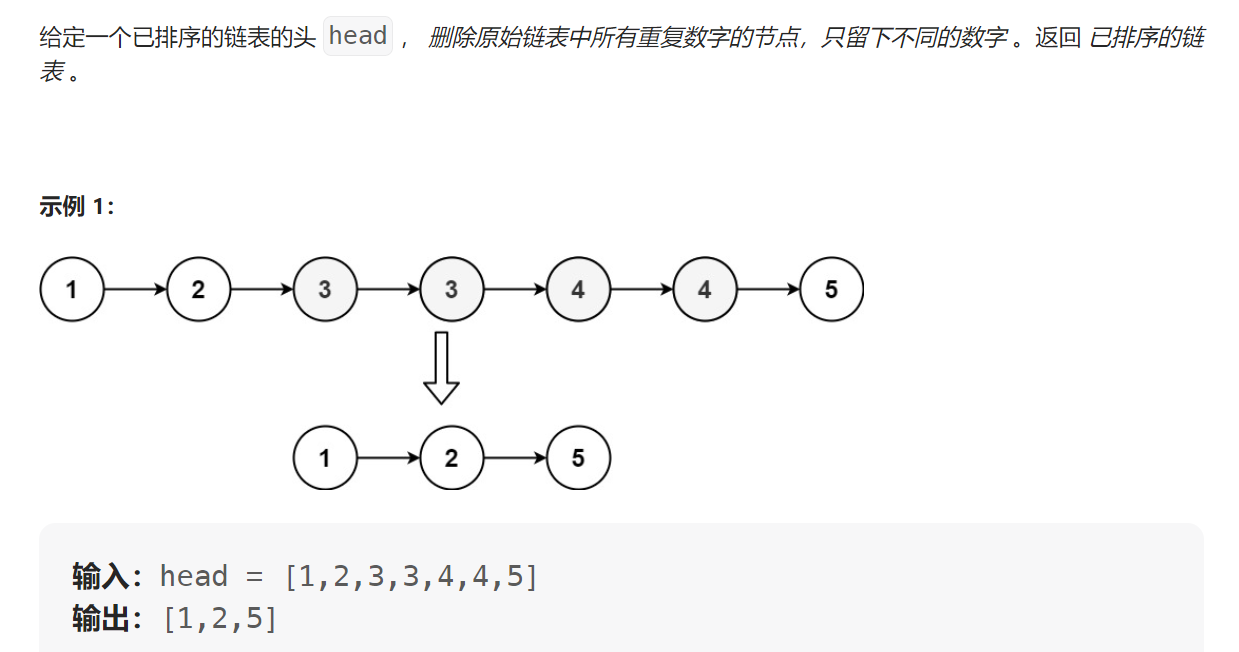 给定一个已排序的链表的头 head ， 删除原始链表中所有重复数字的节点，只留下不同的数字 。返回 已排序的链
表 。
示例 1：
1 2 3 3 4 4 5
1 2 5
输入：head = [1,2,3,3,4,4,5]
输出：[1,2,5]